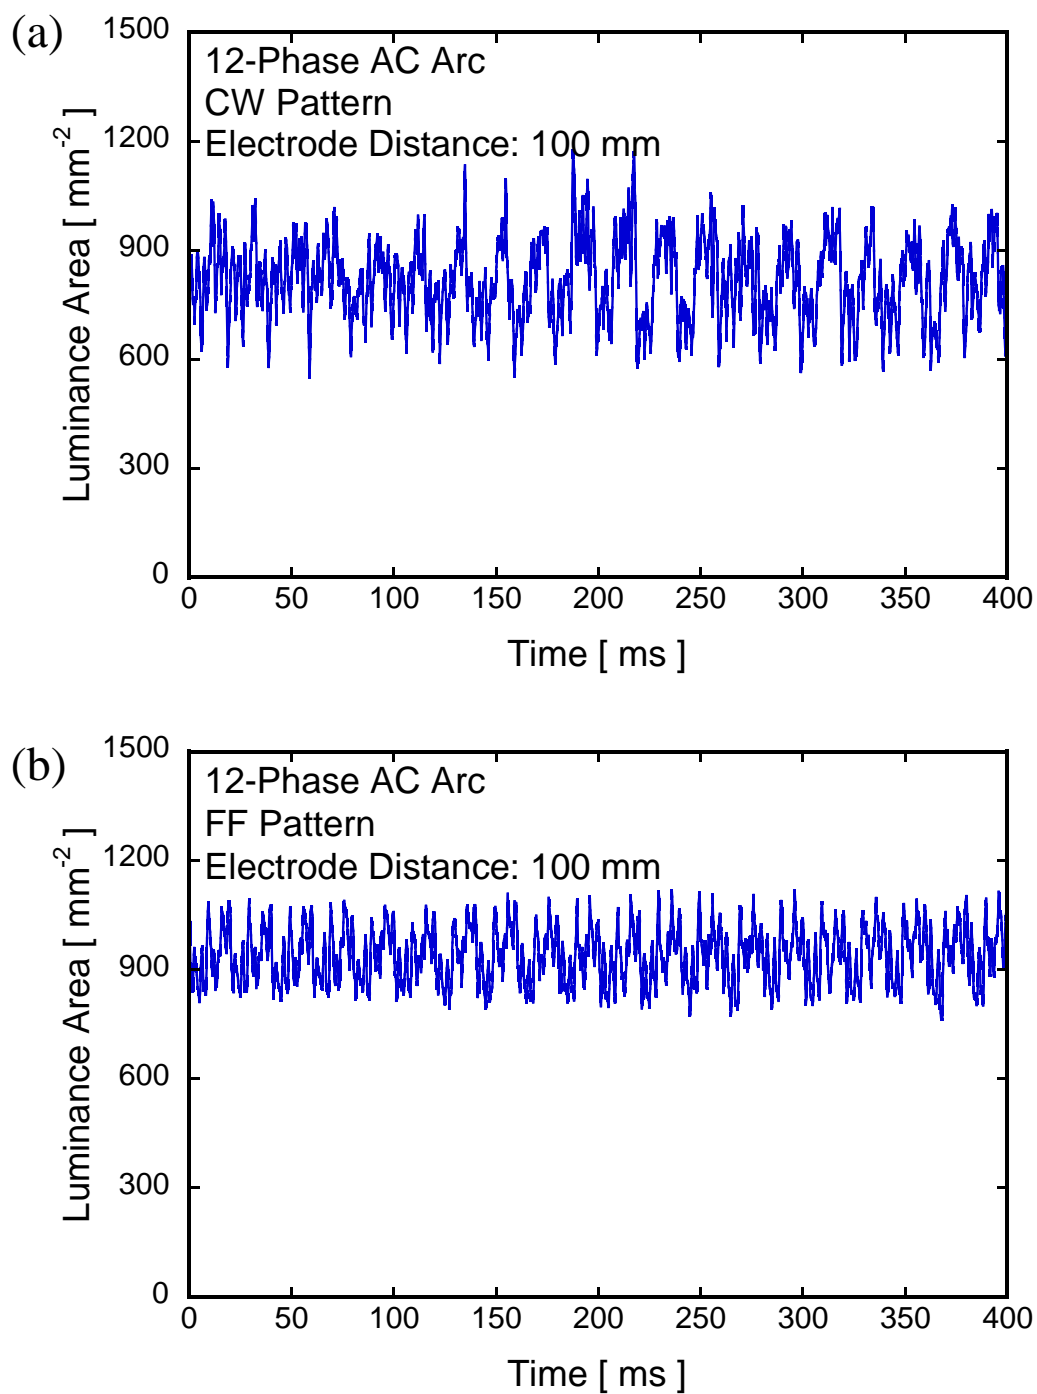 (a)
1500
1200
900
600
300
0
Luminance Area [ mm-2 ]
12-Phase AC Arc
CW Pattern
Electrode Distance: 100 mm
0 50 100 150 200 250 300 350 400
Time [ ms ]
(b)
1500
1200
900
600
300
0
Luminance Area [ mm-2 ]
12-Phase AC Arc
FF Pattern
Electrode Distance: 100 mm
0 50 100 150 200 250 300 350 400
Time [ ms ]